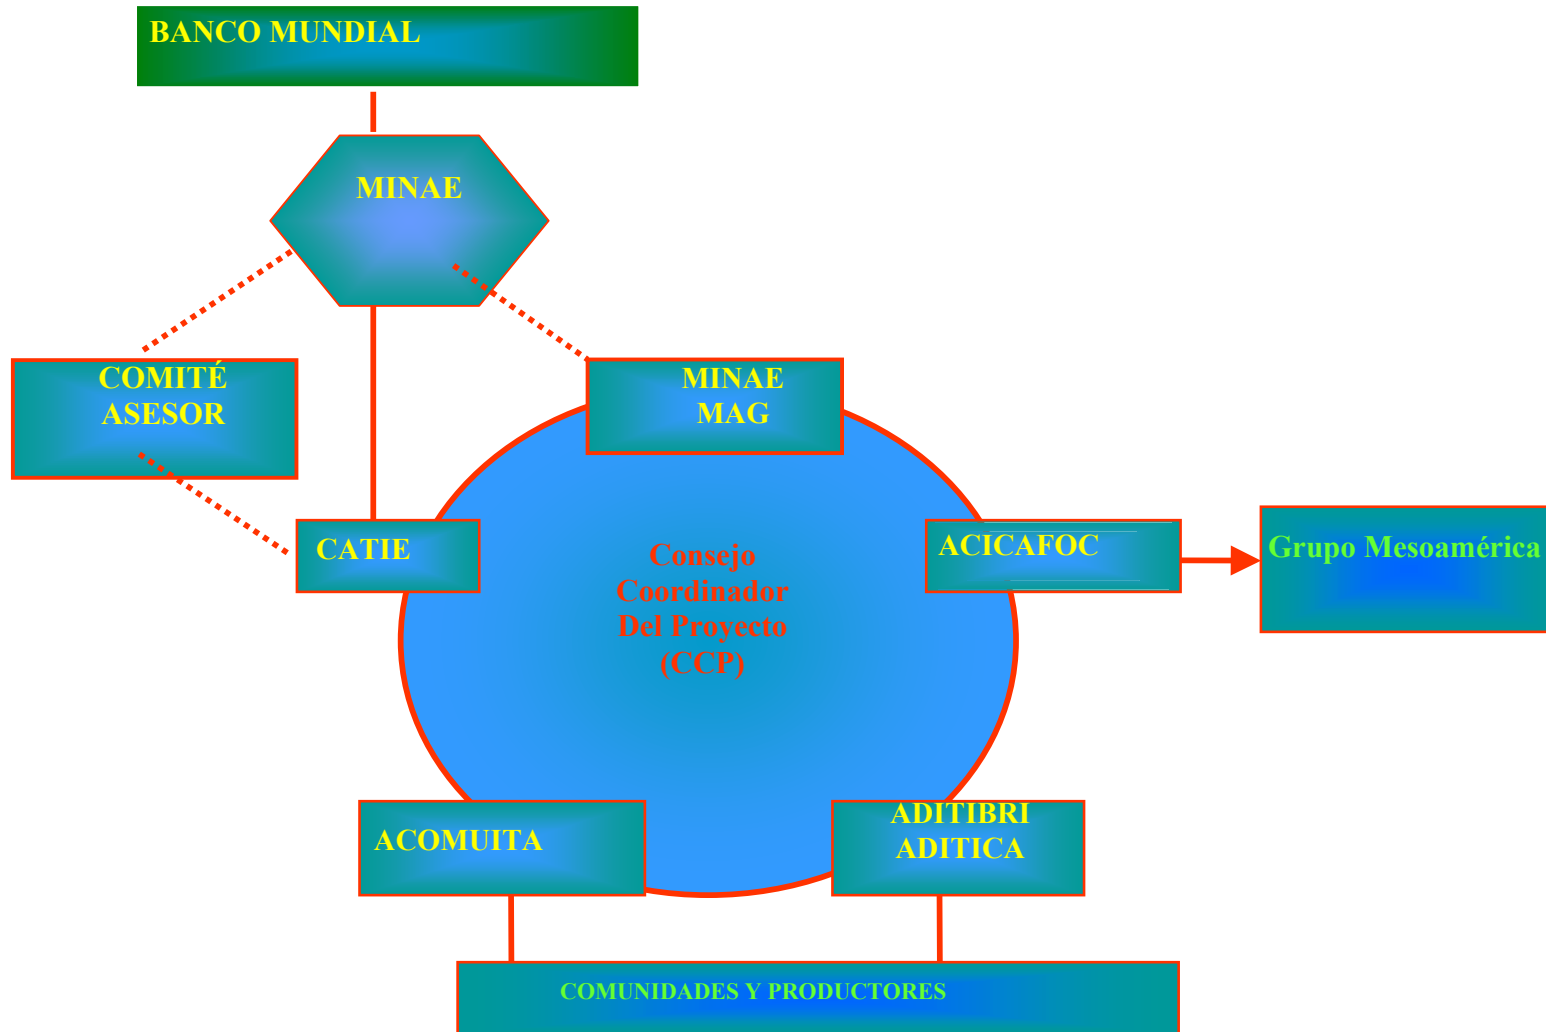 BANCO MUNDIAL
MINAE
COMITÉ
ASESOR
MINAE
MAG
CATIE
Consejo
Coordinador
Del Proyecto
(CCP)
ACICAFOC
Grupo Mesoamérica
ACOMUITA
ADITIBRI
ADITICA
COMUNIDADES Y PRODUCTORES